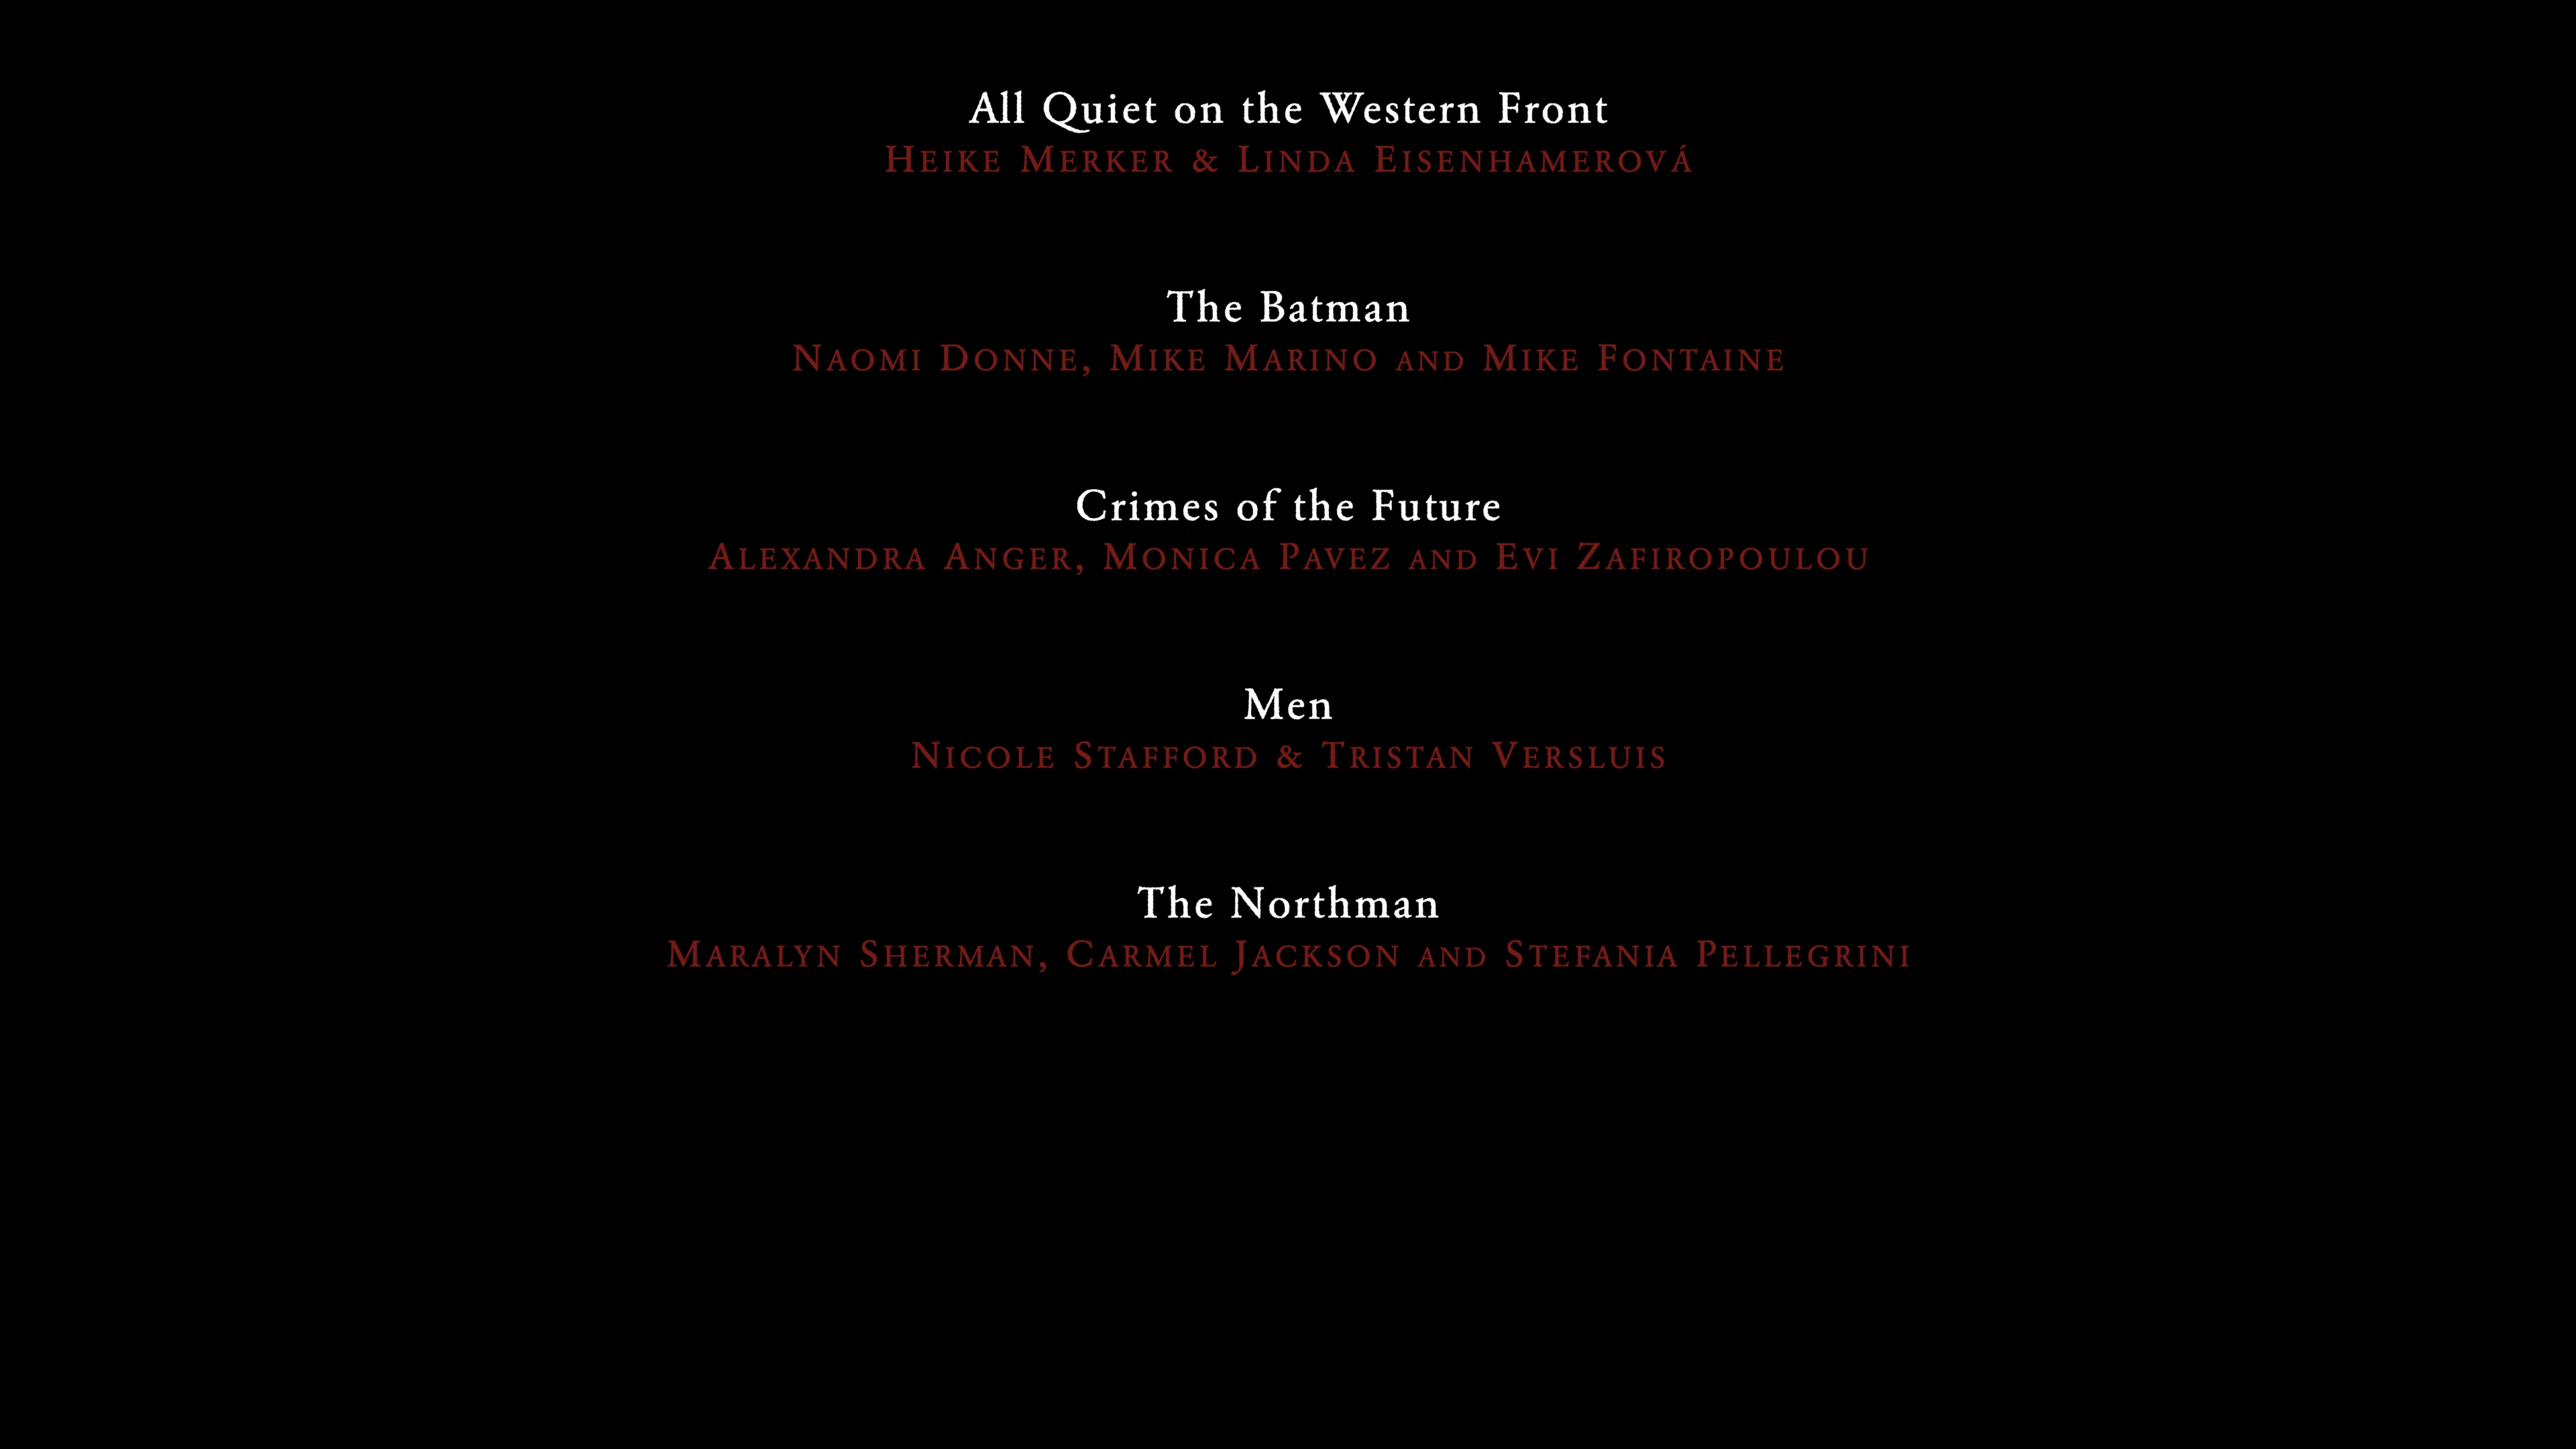 All Quiet on the Western Front
Heike Merker & Linda Eisenhamerová
The Batman
Naomi Donne, Mike Marino and Mike Fontaine
Crimes of the Future
Alexandra Anger, Monica Pavez and Evi Zafiropoulou
Men
Nicole Stafford & Tristan Versluis
The Northman
Maralyn Sherman, Carmel Jackson and Stefania Pellegrini